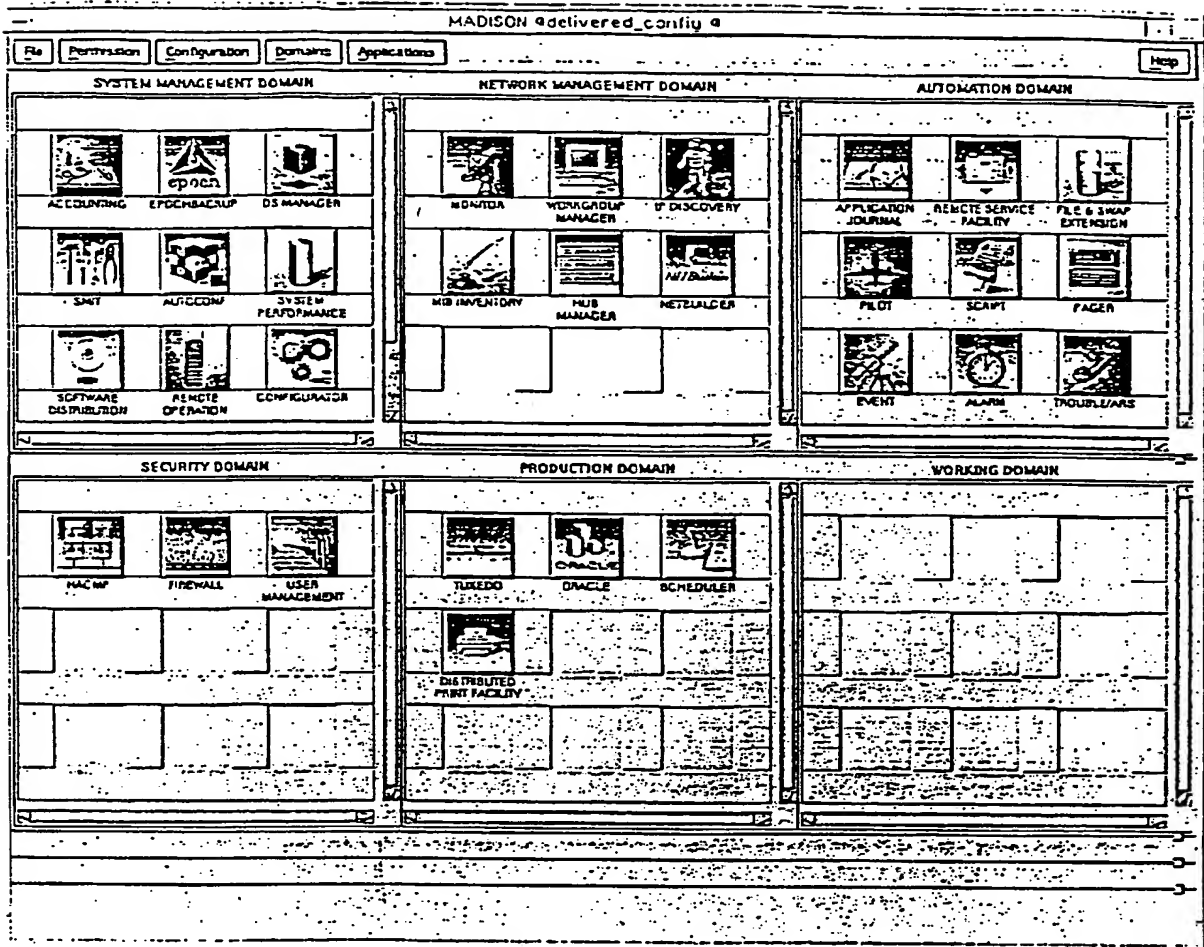 MADISON @delivered_config @
File Permission Configuration Domains Applications Help
SYSTEM MANAGEMENT DOMAIN
epoch
ACCOUNTING EPOCHBACKUP DS MANAGER
SMIT AUTOCONF SYSTEM PERFORMANCE
SOFTWARE DISTRIBUTION REMOTE OPERATION CONFIGURATOR
NETWORK MANAGEMENT DOMAIN
MONITOR WORKGROUP MANAGER IP DISCOVERY
MIB INVENTORY HUB MANAGER NETBUILDER
AUTOMATION DOMAIN
APPLICATION JOURNAL REMOTE SERVICE FACILITY FILE & SWAP EXTENSION
PILOT SCRIPT PAGER
EVENT ALARM TROUBLE/ARS
SECURITY DOMAIN
HACMP FIREWALL USER MANAGEMENT
PRODUCTION DOMAIN
ORACLE
TUXEDO ORACLE SCHEDULER
DISTRIBUTED PRINT FACILITY
WORKING DOMAIN